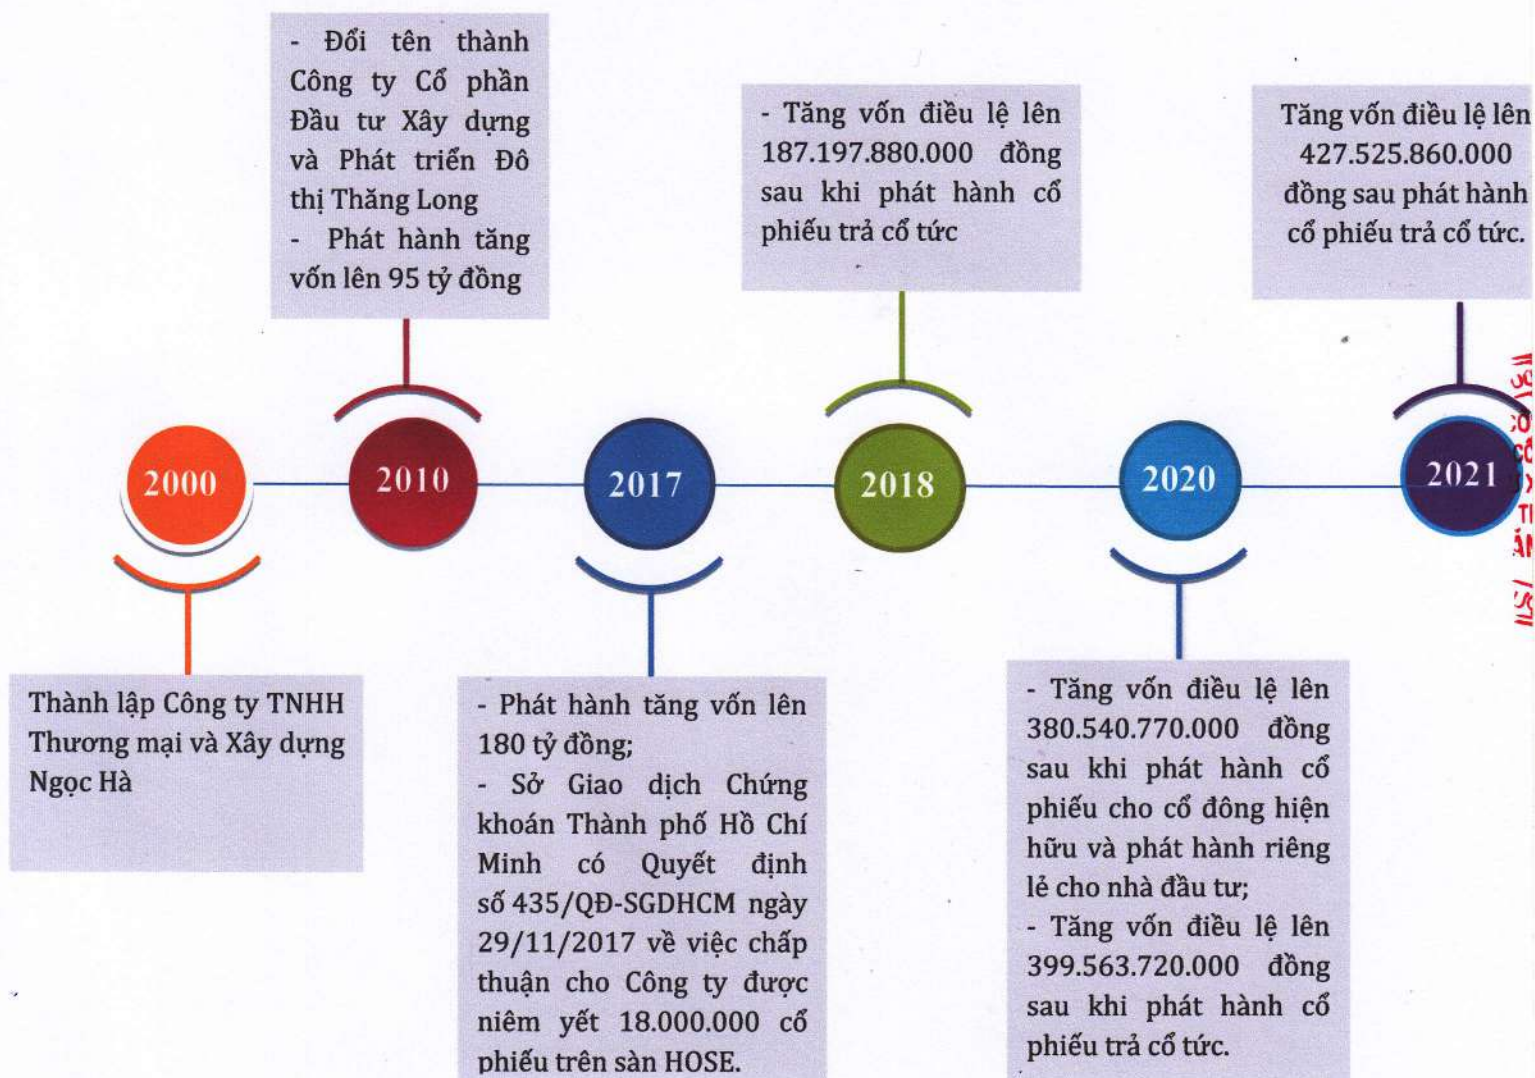 - Đổi tên thành
Công ty Cổ phần
Đầu tư Xây dựng
và Phát triển Đô
thị Thăng Long
- Phát hành tăng
vốn lên 95 tỷ đồng
- Tăng vốn điều lệ lên
187.197.880.000 đồng
sau khi phát hành cổ
phiếu trả cổ tức
Tăng vốn điều lệ lên
427.525.860.000
đồng sau phát hành
cổ phiếu trả cổ tức.
2000
2010
2017
2018
2020
2021
Thành lập Công ty TNHH
Thương mại và Xây dựng
Ngọc Hà
- Phát hành tăng vốn lên
180 tỷ đồng;
- Sở Giao dịch Chứng
khoán Thành phố Hồ Chí
Minh có Quyết định
số 435/QĐ-SGDHCM ngày
29/11/2017 về việc chấp
thuận cho Công ty được
niêm yết 18.000.000 cổ
phiếu trên sàn HOSE.
- Tăng vốn điều lệ lên
380.540.770.000 đồng
sau khi phát hành cổ
phiếu cho cổ đông hiện
hữu và phát hành riêng
lẻ cho nhà đầu tư;
- Tăng vốn điều lệ lên
399.563.720.000 đồng
sau khi phát hành cổ
phiếu trả cổ tức.